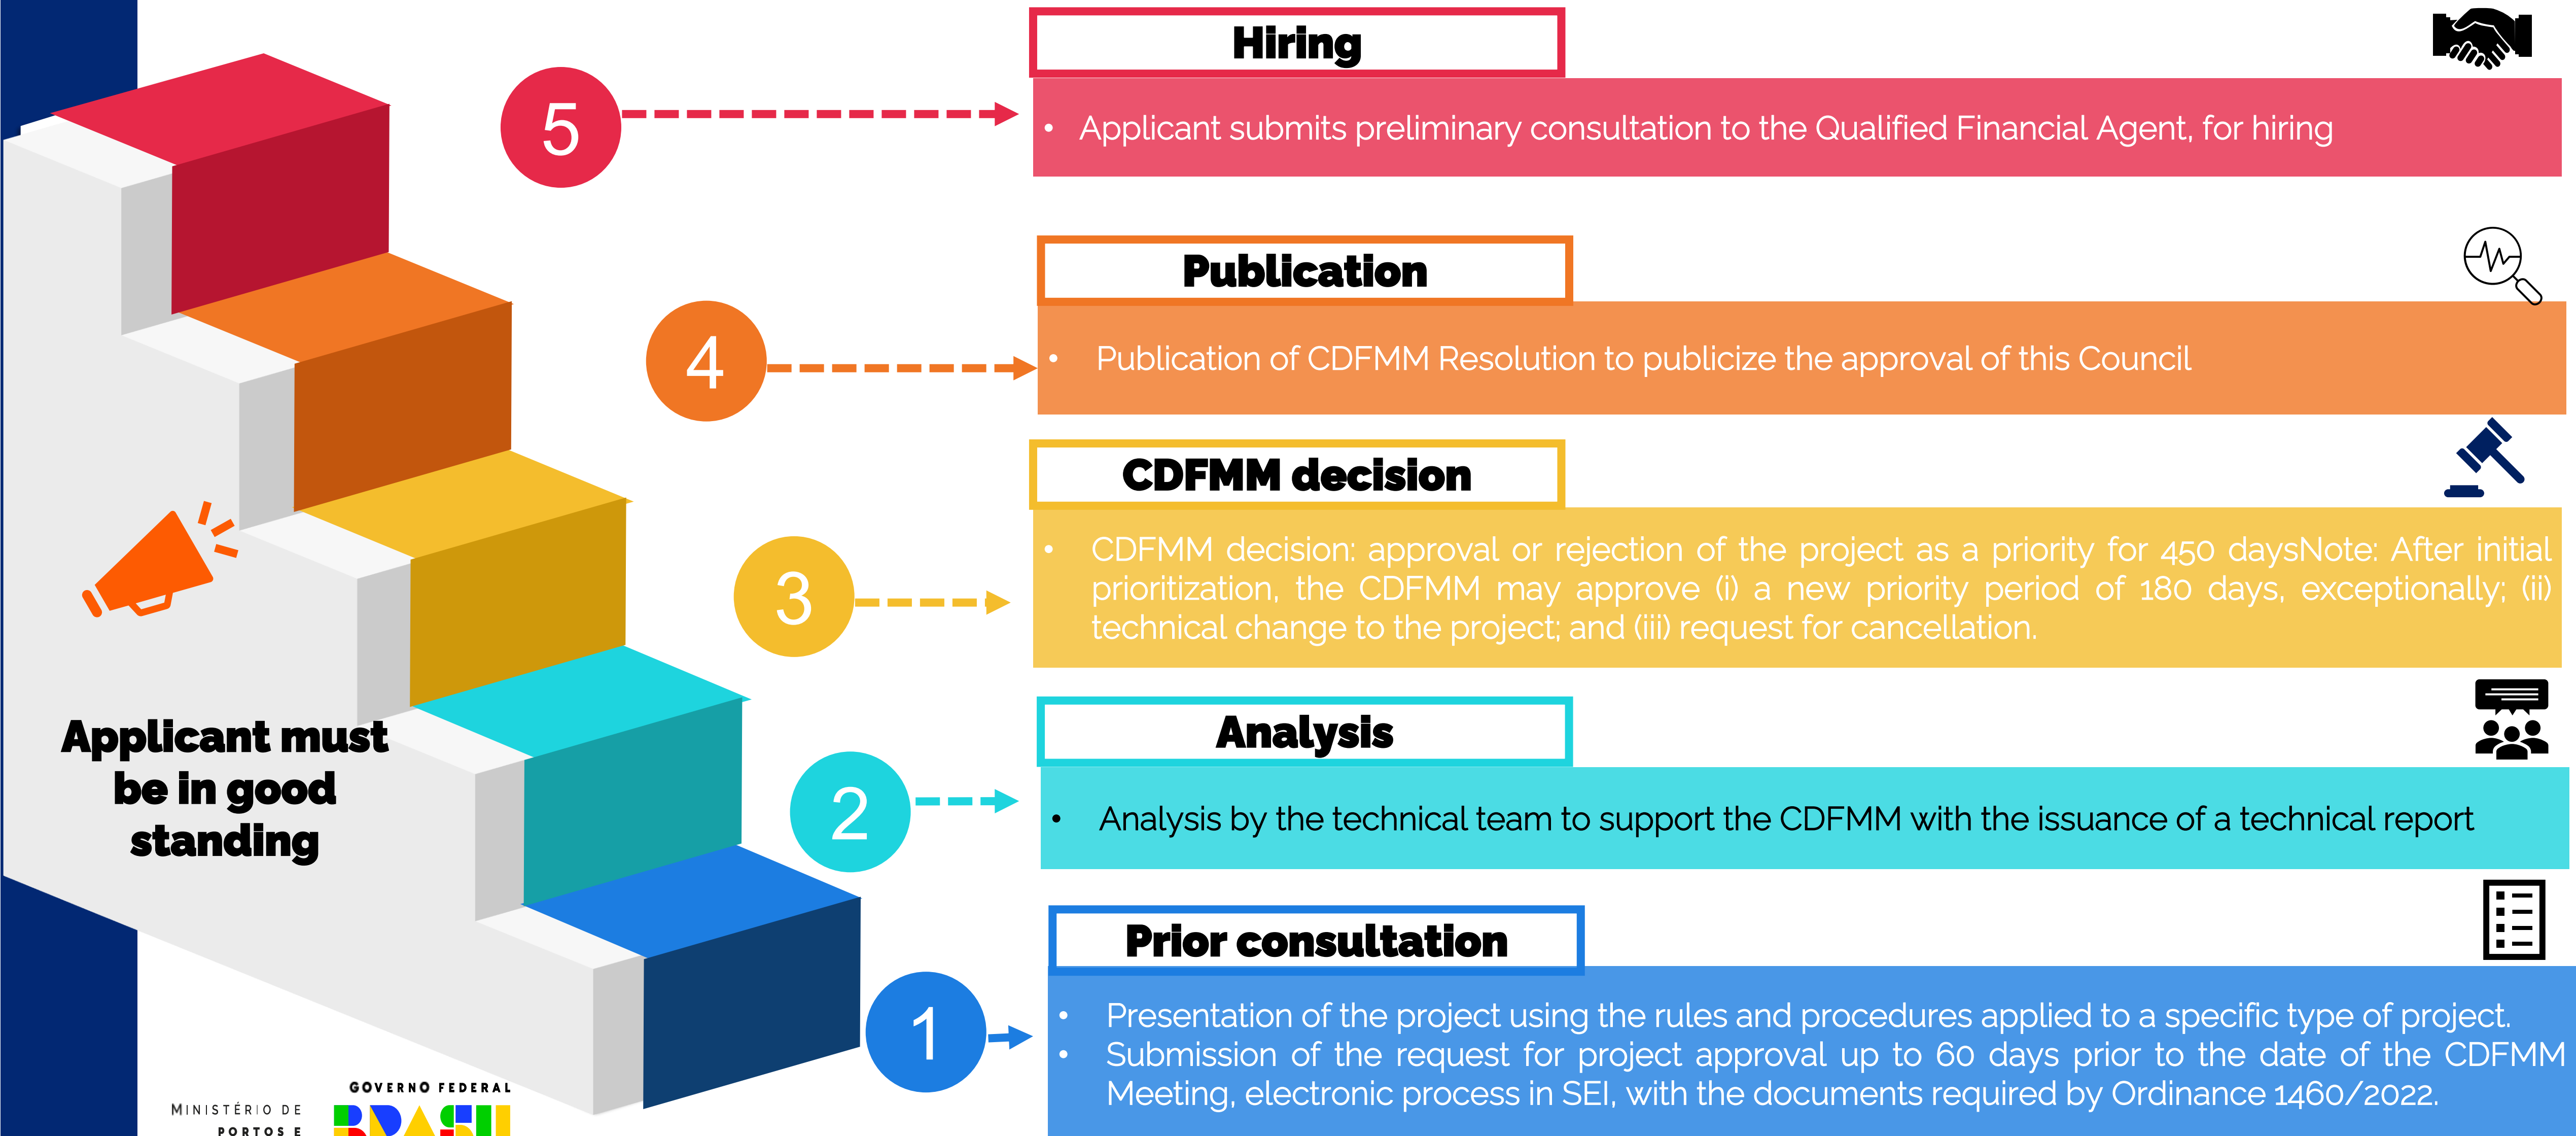 Hiring
5
• Applicant submits preliminary consultation to the Qualified Financial Agent, for hiring
Publication
4
• Publication of CDFMM Resolution to publicize the approval of this Council
CDFMM decision
3
• CDFMM decision: approval or rejection of the project as a priority for 450 daysNote: After initial
prioritization, the CDFMM may approve (i) a new priority period of 180 days, exceptionally; (ii)
technical change to the project; and (iii) request for cancellation.
Applicant must
be in good
standing
Analysis
2
• Analysis by the technical team to support the CDFMM with the issuance of a technical report
Prior consultation
1
• Presentation of the project using the rules and procedures applied to a specific type of project.
• Submission of the request for project approval up to 60 days prior to the date of the CDFMM
Meeting, electronic process in SEI, with the documents required by Ordinance 1460/2022.
MINISTÉRIO DE
PORTOS E
GOVERNO FEDERAL
BRASIL